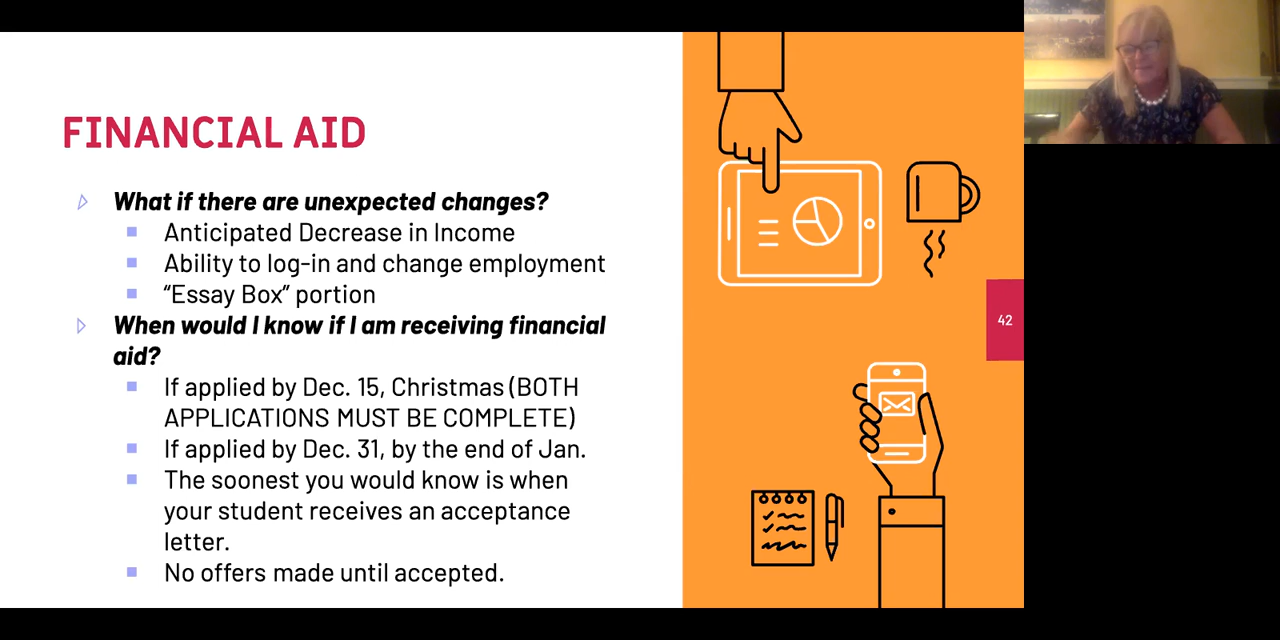 FINANCIAL AID
What if there are unexpected changes?
Anticipated Decrease in Income
Ability to log-in and change employment
“Essay Box” portion
When would I know if I am receiving financial
aid?
If applied by Dec. 15, Christmas (BOTH
APPLICATIONS MUST BE COMPLETE)
If applied by Dec. 31, by the end of Jan.
The soonest you would know is when
your student receives an acceptance
letter.
No offers made until accepted.
42